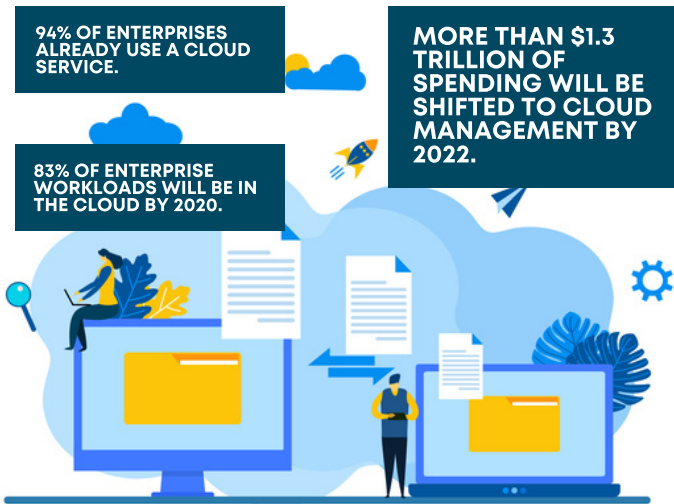 94% OF ENTERPRISES
ALREADY USE A CLOUD
SERVICE.
83% OF ENTERPRISE
WORKLOADS WILL BE IN
THE CLOUD BY 2020.
MORE THAN $1.3
TRILLION OF
SPENDING WILL BE
SHIFTED TO CLOUD
MANAGEMENT BY
2022.